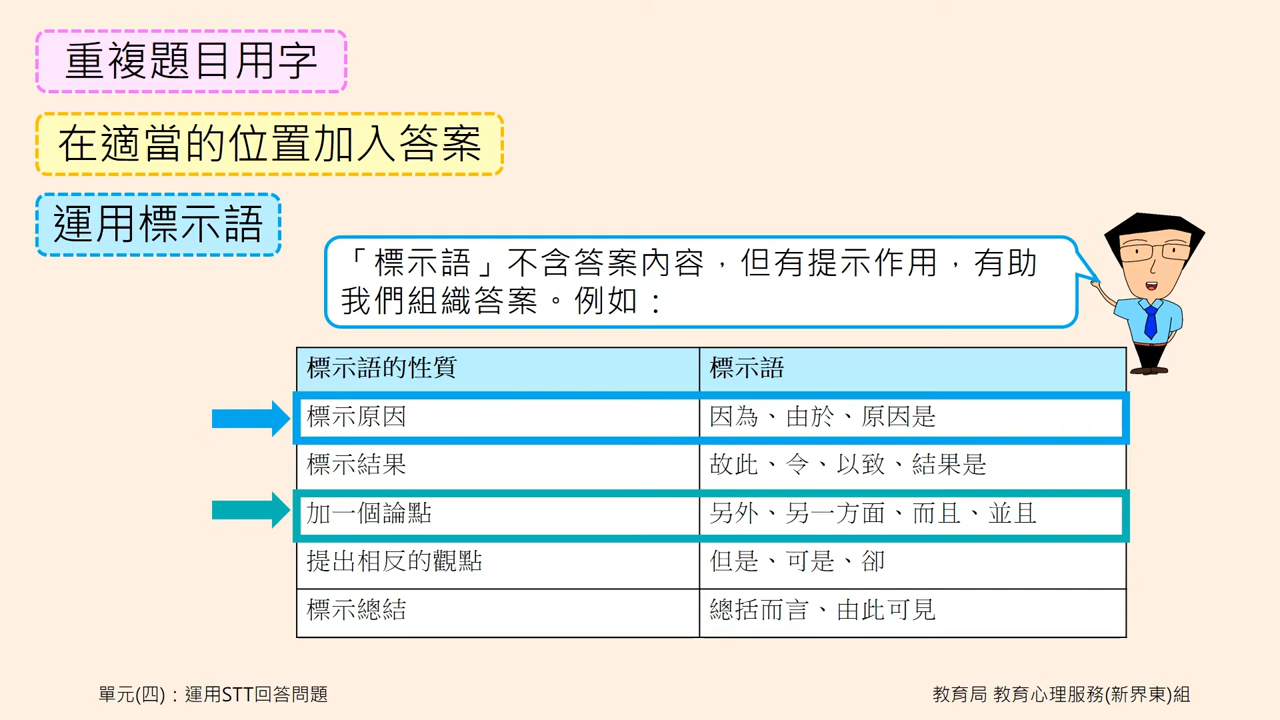 重複題目用字
在適當的位置加入答案
運用標示語
「標示語」不含答案內容，但有提示作用，有助
我們組織答案。例如：
標示語的性質 標示語
標示原因 因為、由於、原因是
標示結果 故此、令、以致、結果是
加一個論點 另外、另一方面、而且、並且
提出相反的觀點 但是、可是、卻
標示總結 總括而言、由此可見
單元(四)：運用STT回答問題 教育局 教育心理服務(新界東)組